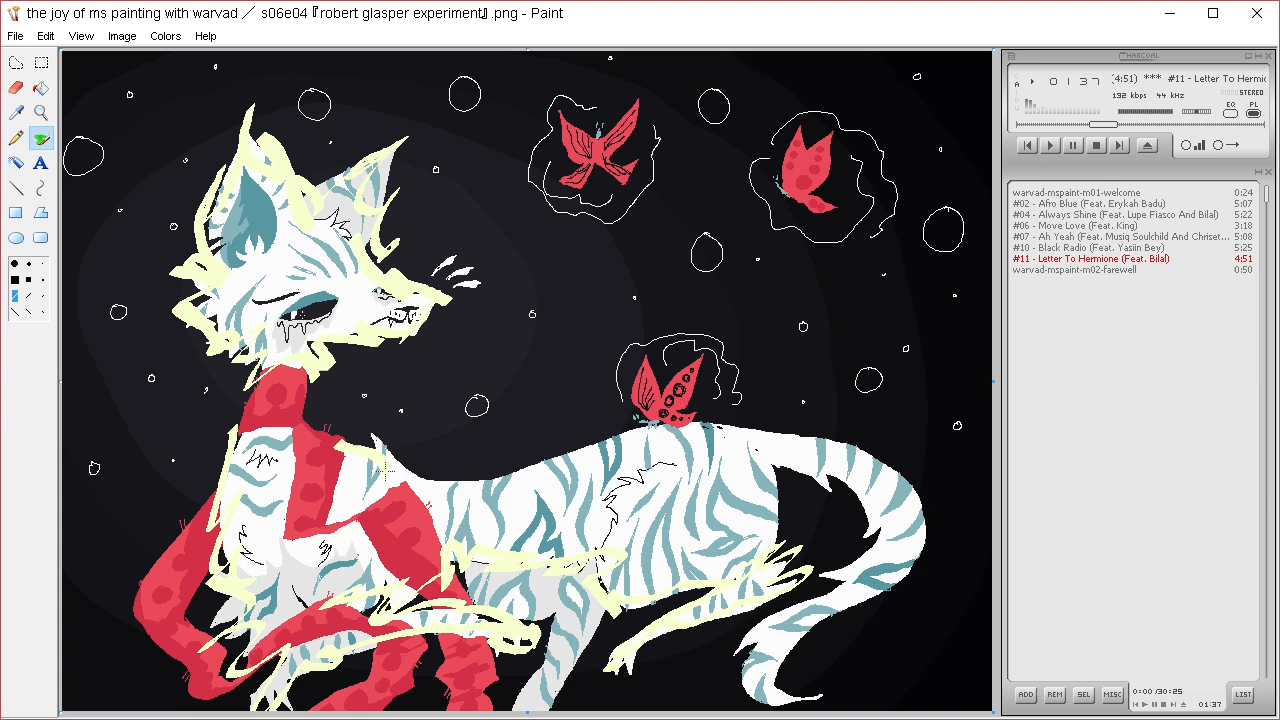 the joy of ms painting with warvad ／ s06e04『robert glasper experiment』.png - Paint
File Edit View Image Colors Help
CHARCOAL
01:37 (4:51) *** #11 - Letter To Hermio
192 kbps 44 kHz MONO STEREO
EQ PL
warvad-mspaint-m01-welcome 0:24
#02 - Afro Blue (Feat. Erykah Badu) 5:07
#04 - Always Shine (Feat. Lupe Fiasco And Bilal) 5:22
#06 - Move Love (Feat. King) 3:18
#07 - Ah Yeah (Feat. Musiq Soulchild And Chriset... 5:08
#10 - Black Radio (Feat. Yasiin Bey) 5:25
#11 - Letter To Hermione (Feat. Bilal) 4:51
warvad-mspaint-m02-farewell 0:50
ADD REM SEL MISC 0:00/30:25 LIST
01:37